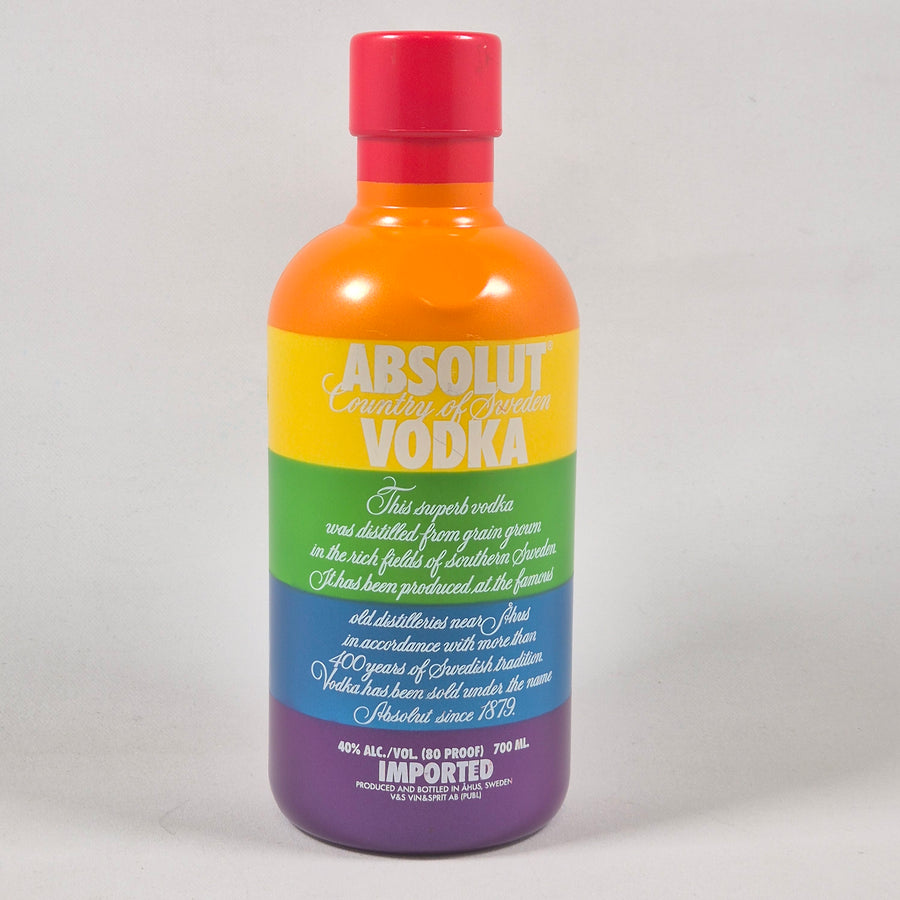 ABSOLUT®
Country of Sweden
VODKA
This superb vodka
was distilled from grain grown
in the rich fields of southern Sweden.
It has been produced at the famous
old distilleries near Åhus
in accordance with more than
400 years of Swedish tradition.
Vodka has been sold under the name
Absolut since 1879.
40% ALC./VOL. (80 PROOF) 700 ML.
IMPORTED
PRODUCED AND BOTTLED IN ÅHUS, SWEDEN
V&S VIN&SPRIT AB (PUBL)